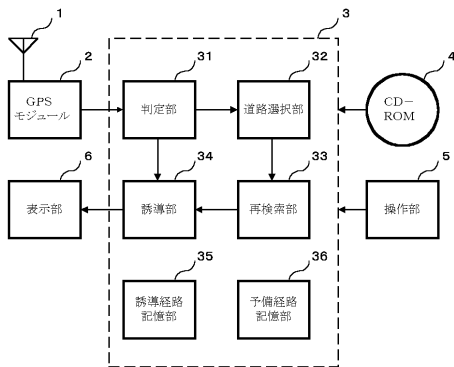 1
3
2
31
32
4
GPS
モジュール
判定部
道路選択部
CD-
ROM
6
34
33
5
表示部
誘導部
再検索部
操作部
35
36
誘導経路
記憶部
予備経路
記憶部